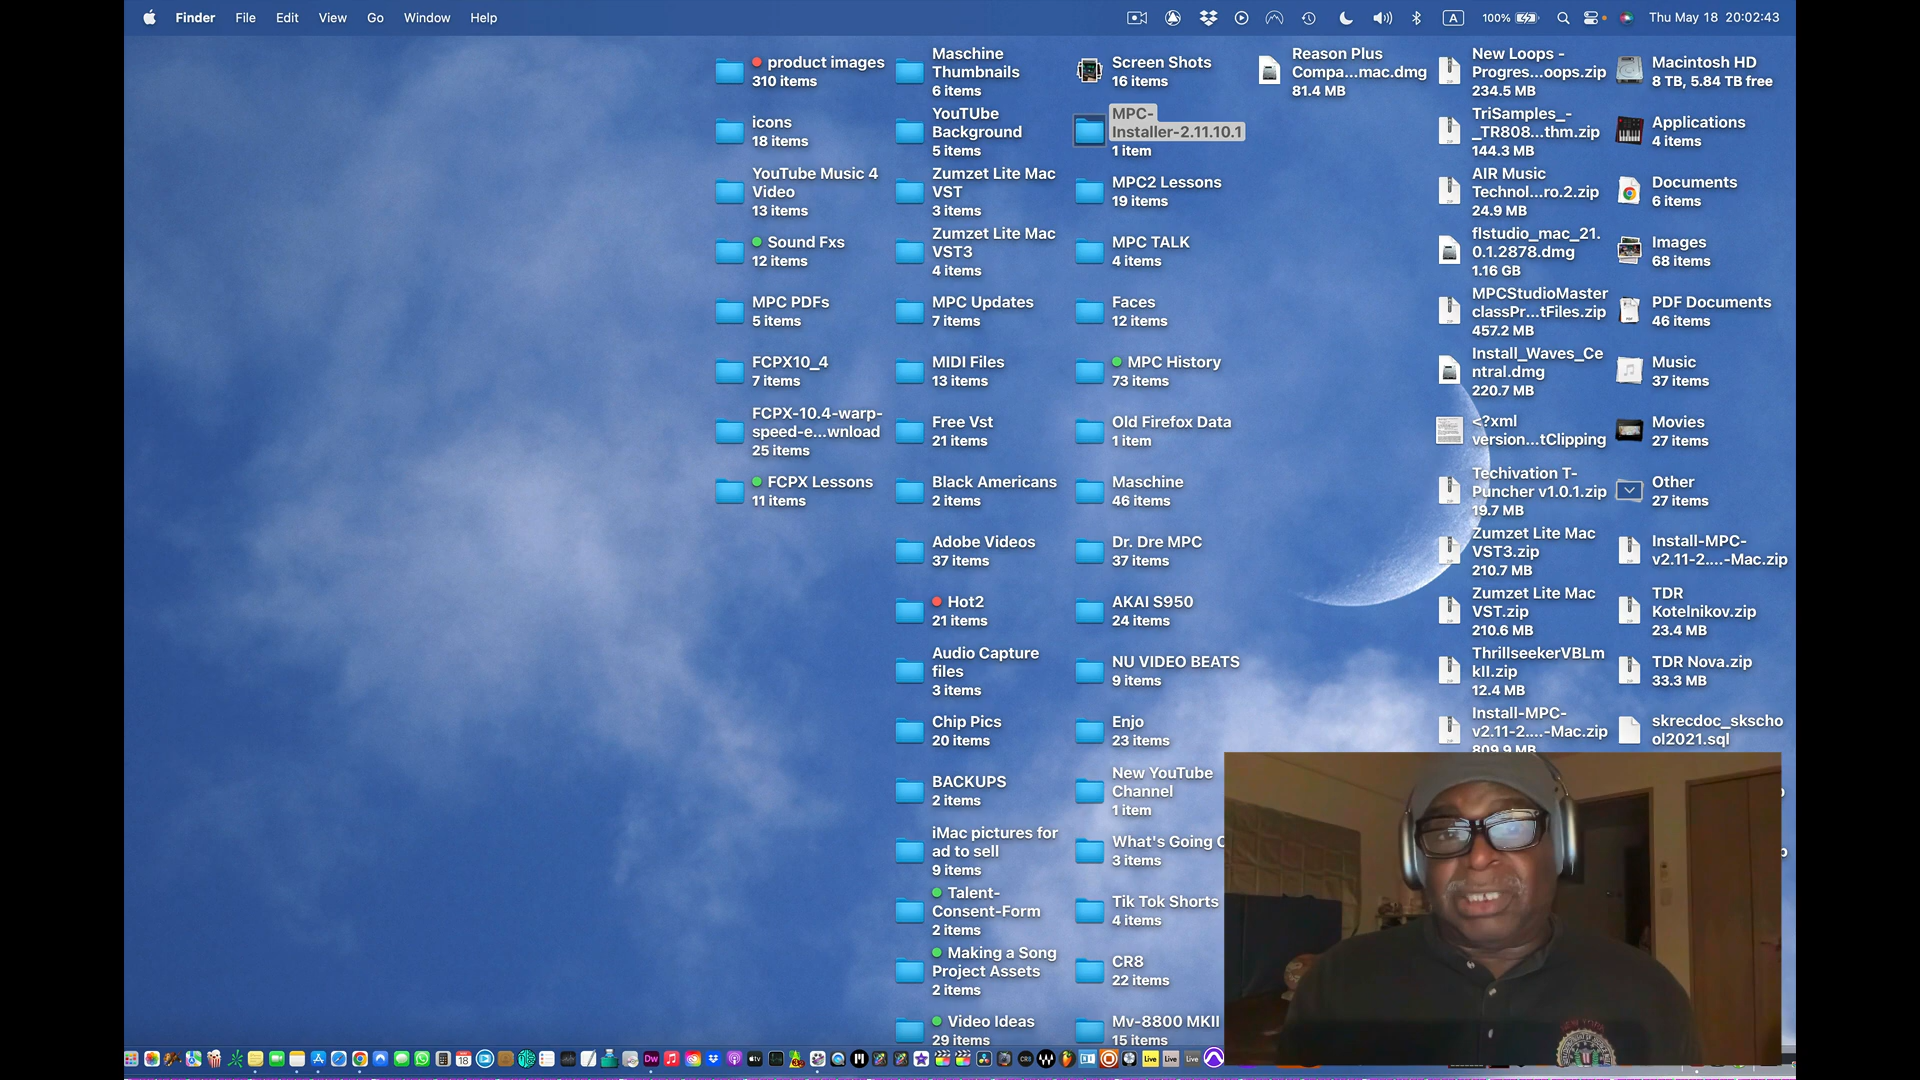 Finder File Edit View Go Window Help
A 100% Thu May 18 20:02:43
product images
310 items
icons
18 items
YouTube Music 4
Video
13 items
Sound Fxs
12 items
MPC PDFs
5 items
FCPX10_4
7 items
FCPX-10.4-warp-
speed-e...wnload
25 items
FCPX Lessons
11 items
Maschine
Thumbnails
6 items
YouTUbe
Background
5 items
Zumzet Lite Mac
VST
3 items
Zumzet Lite Mac
VST3
4 items
MPC Updates
7 items
MIDI Files
13 items
Free Vst
21 items
Black Americans
2 items
Adobe Videos
37 items
Hot2
21 items
Audio Capture
files
3 items
Chip Pics
20 items
BACKUPS
2 items
iMac pictures for
ad to sell
9 items
Talent-
Consent-Form
2 items
Making a Song
Project Assets
2 items
Video Ideas
29 items
Screen Shots
16 items
MPC-
Installer-2.11.10.1
1 item
MPC2 Lessons
19 items
MPC TALK
4 items
Faces
12 items
MPC History
73 items
Old Firefox Data
1 item
Maschine
46 items
Dr. Dre MPC
37 items
AKAI S950
24 items
NU VIDEO BEATS
9 items
Enjo
23 items
New YouTube
Channel
1 item
What's Going
3 items
Tik Tok Shorts
4 items
CR8
22 items
Mv-8800 MKII
15 items
Reason Plus
Compa...mac.dmg
81.4 MB
New Loops -
Progres...oops.zip
234.5 MB
TriSamples_-
_TR808...thm.zip
144.3 MB
AIR Music
Technol...ro.2.zip
24.9 MB
flstudio_mac_21.
0.1.2878.dmg
1.16 GB
MPCStudioMaster
classPr...tFiles.zip
457.2 MB
Install_Waves_Ce
ntral.dmg
220.7 MB
<?xml
version...tClipping
Techivation T-
Puncher v1.0.1.zip
19.7 MB
Zumzet Lite Mac
VST3.zip
210.7 MB
Zumzet Lite Mac
VST.zip
210.6 MB
ThrillseekerVBLm
kII.zip
12.4 MB
Install-MPC-
v2.11-2....-Mac.zip
809.9 MB
Macintosh HD
8 TB, 5.84 TB free
Applications
4 items
Documents
6 items
Images
68 items
PDF Documents
46 items
Music
37 items
Movies
27 items
Other
27 items
Install-MPC-
v2.11-2....-Mac.zip
TDR
Kotelnikov.zip
23.4 MB
TDR Nova.zip
33.3 MB
skrecdoc_skscho
ol2021.sql
18 Dw tv CR8 Live Live Live
NEW YORK